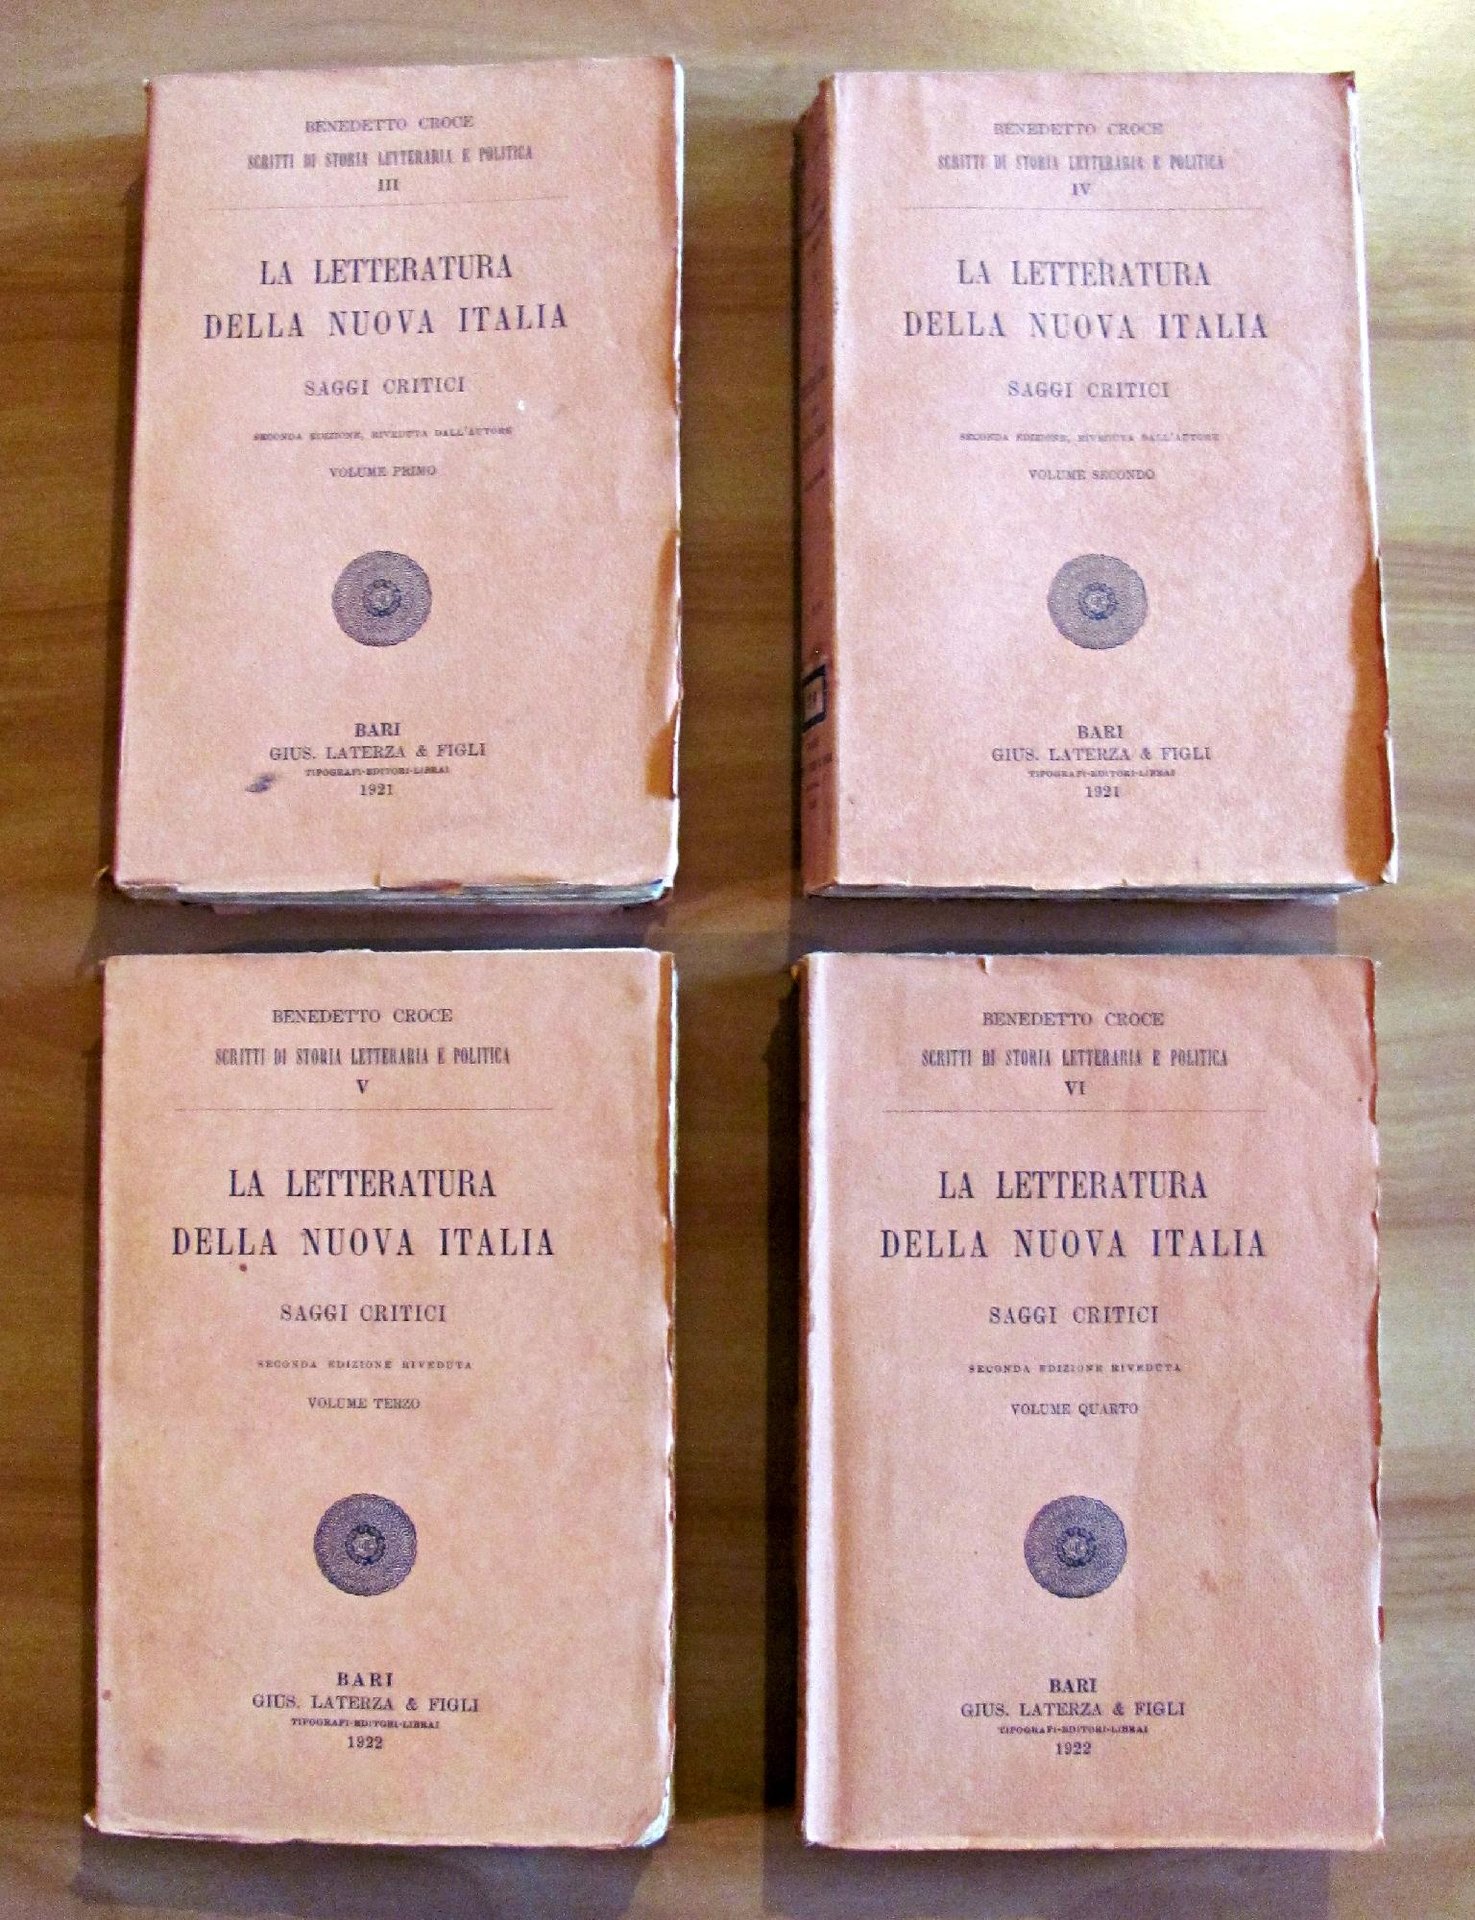 BENEDETTO CROCE
SCRITTI DI STORIA LETTERARIA E POLITICA
III
LA LETTERATURA
DELLA NUOVA ITALIA
SAGGI CRITICI
SECONDA EDIZIONE, RIVEDUTA DALL'AUTORE
VOLUME PRIMO
BARI
GIUS. LATERZA & FIGLI
TIPOGRAFI-EDITORI-LIBRAI
1921
BENEDETTO CROCE
SCRITTI DI STORIA LETTERARIA E POLITICA
IV
LA LETTERATURA
DELLA NUOVA ITALIA
SAGGI CRITICI
SECONDA EDIZIONE, RIVEDUTA DALL'AUTORE
VOLUME SECONDO
BARI
GIUS. LATERZA & FIGLI
TIPOGRAFI-EDITORI-LIBRAI
1921
BENEDETTO CROCE
SCRITTI DI STORIA LETTERARIA E POLITICA
V
LA LETTERATURA
DELLA NUOVA ITALIA
SAGGI CRITICI
SECONDA EDIZIONE RIVEDUTA
VOLUME TERZO
BARI
GIUS. LATERZA & FIGLI
TIPOGRAFI-EDITORI-LIBRAI
1922
BENEDETTO CROCE
SCRITTI DI STORIA LETTERARIA E POLITICA
VI
LA LETTERATURA
DELLA NUOVA ITALIA
SAGGI CRITICI
SECONDA EDIZIONE RIVEDUTA
VOLUME QUARTO
BARI
GIUS. LATERZA & FIGLI
TIPOGRAFI-EDITORI-LIBRAI
1922